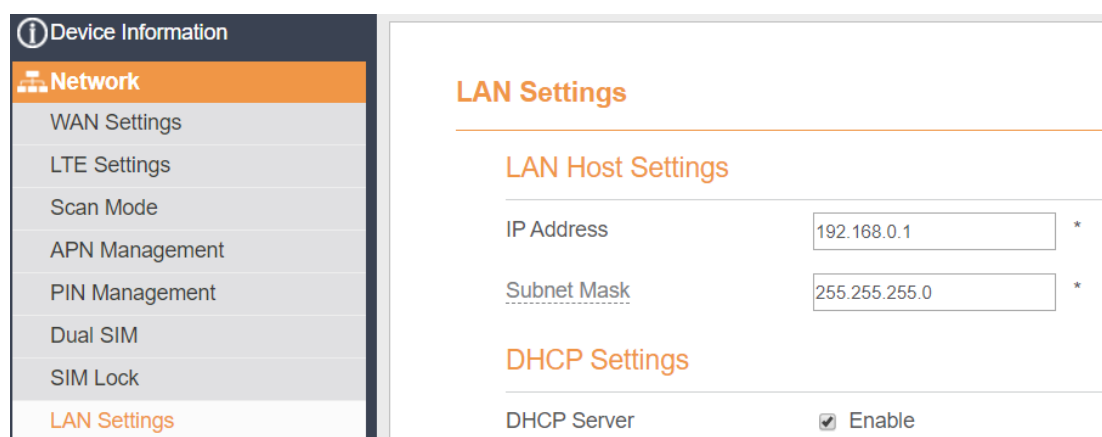 Device Information
Network
WAN Settings
LTE Settings
Scan Mode
APN Management
PIN Management
Dual SIM
SIM Lock
LAN Settings
LAN Settings
LAN Host Settings
IP Address 192.168.0.1 *
Subnet Mask 255.255.255.0 *
DHCP Settings
DHCP Server Enable